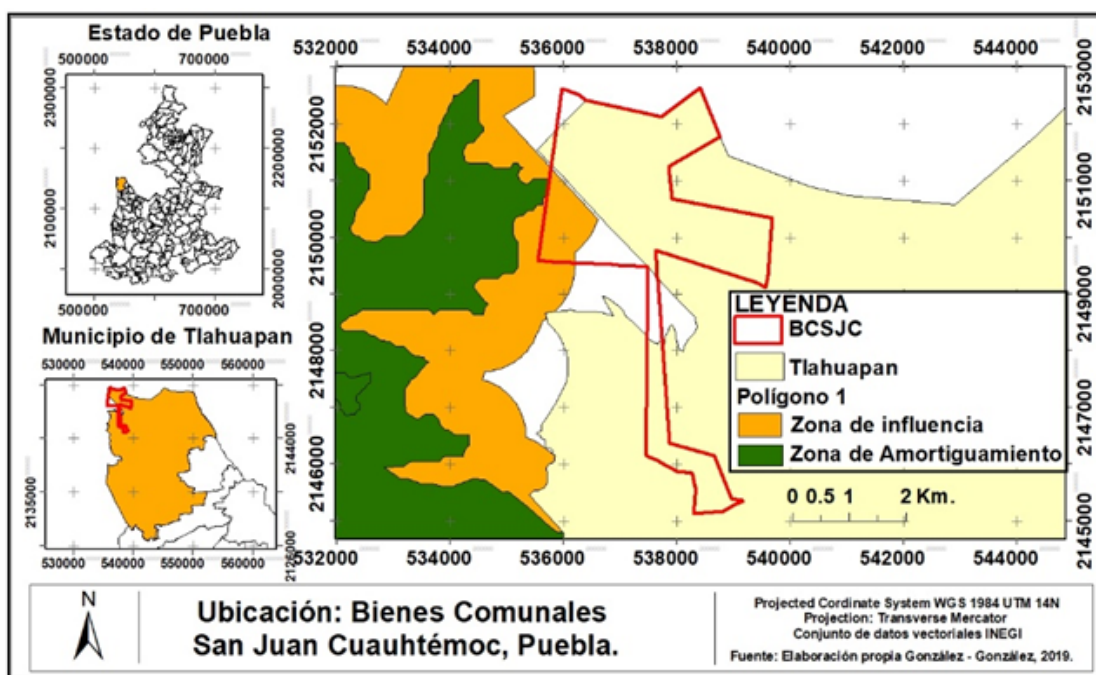 Estado de Puebla
500000 700000
2300000
2200000
2100000
2000000
500000 700000
Municipio de Tlahuapan
530000 540000 550000 560000
2144000
2135000
2126000
530000 540000 550000 560000
532000 534000 536000 538000 540000 542000 544000
2153000
2152000
2151000
2150000
2149000
2148000
2147000
2146000
2145000
532000 534000 536000 538000 540000 542000 544000
LEYENDA
BCSJC
Tlahuapan
Polígono 1
Zona de influencia
Zona de Amortiguamiento
0 0.5 1 2 Km.
N
Ubicación: Bienes Comunales
San Juan Cuauhtémoc, Puebla.
Projected Cordinate System WGS 1984 UTM 14N
Projection: Transverse Mercator
Conjunto de datos vectoriales INEGI
Fuente: Elaboración propia González - González, 2019.